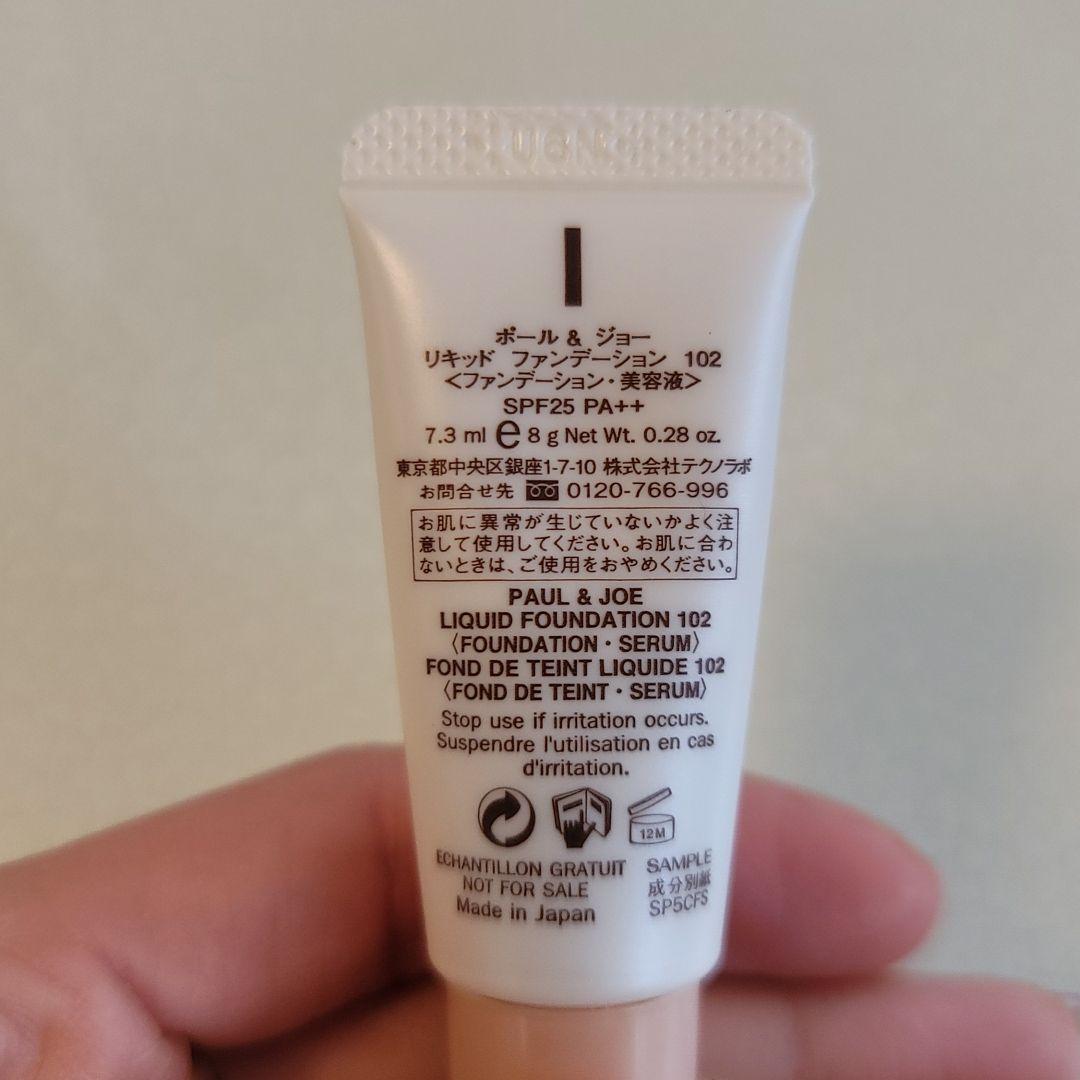 ポール & ジョー
リキッド ファンデーション 102
<ファンデーション・美容液>
SPF25 PA++
7.3 ml e 8 g Net Wt. 0.28 oz.
東京都中央区銀座1-7-10 株式会社テクノラボ
お問合せ先 0120-766-996
お肌に異常が生じていないかよく注
意して使用してください。お肌に合わ
ないときは、ご使用をおやめください。
PAUL & JOE
LIQUID FOUNDATION 102
〈FOUNDATION・SERUM〉
FOND DE TEINT LIQUIDE 102
〈FOND DE TEINT・SERUM〉
Stop use if irritation occurs.
Suspendre l'utilisation en cas
d'irritation.
12M
ECHANTILLON GRATUIT
NOT FOR SALE
Made in Japan
SAMPLE
成分別紙
SP5CFS